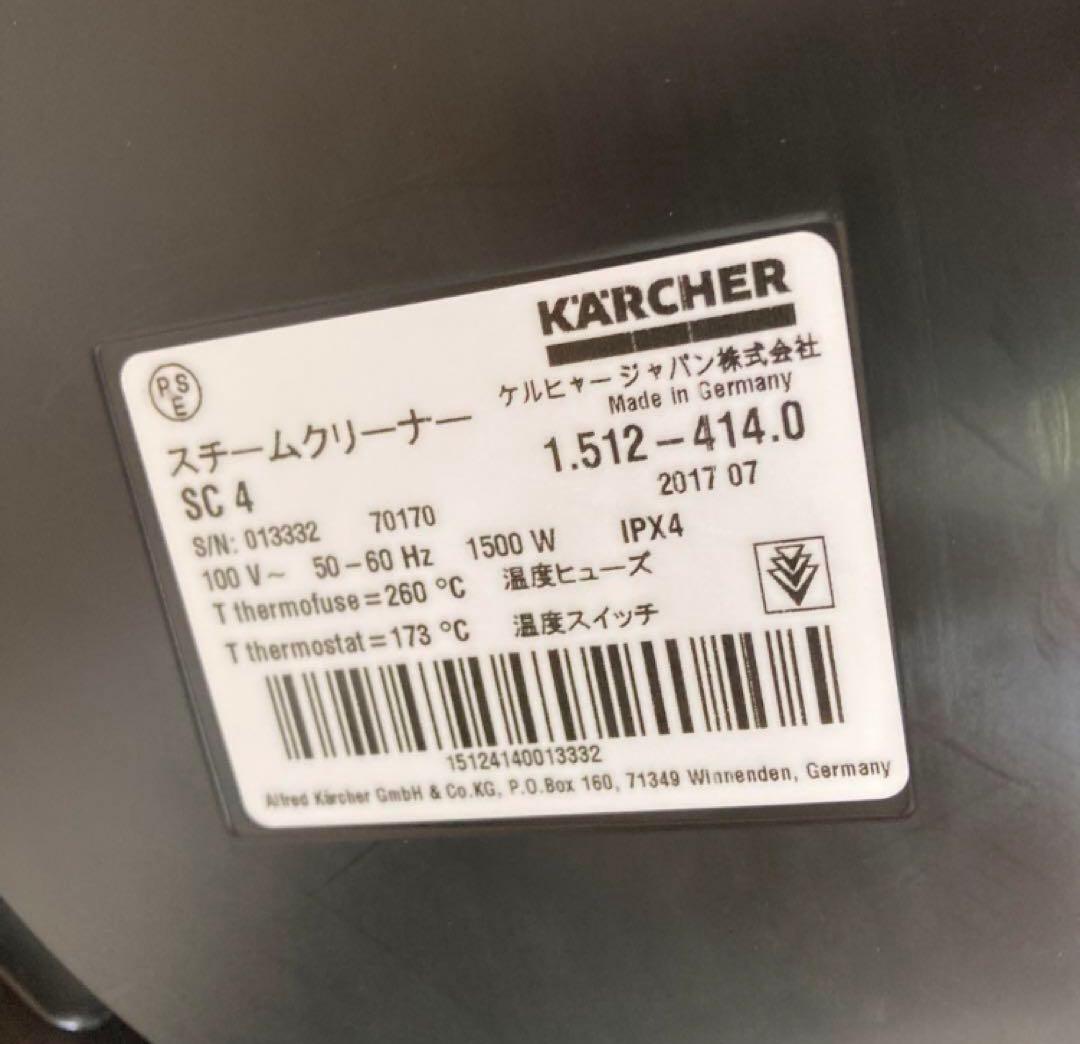 KÄRCHER
PSE
ケルヒャー ジャパン株式会社
Made in Germany
スチームクリーナー
1.512-414.0
SC 4
2017 07
S/N: 013332 70170
100 V~ 50-60 Hz 1500 W IPX4
T thermofuse=260 °C 温度ヒューズ
T thermostat=173 °C 温度スイッチ
15124140013332
Alfred Kärcher GmbH & Co.KG, P.O.Box 160, 71349 Winnenden, Germany